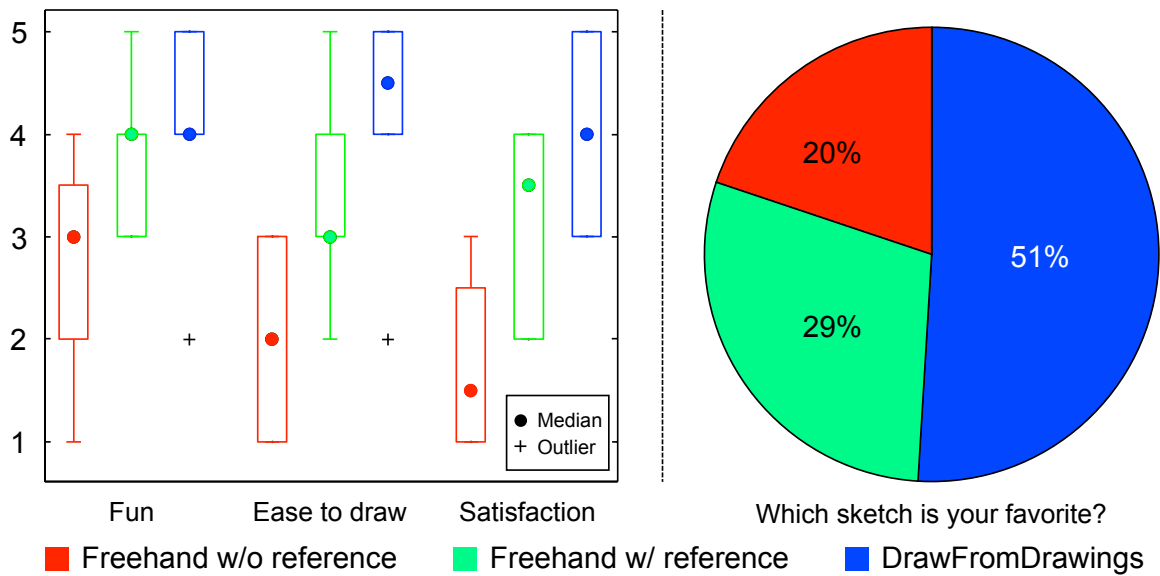 5
4
3
2
1
Median
Outlier
Fun
Ease to draw
Satisfaction
20%
29%
51%
Which sketch is your favorite?
Freehand w/o reference
Freehand w/ reference
DrawFromDrawings